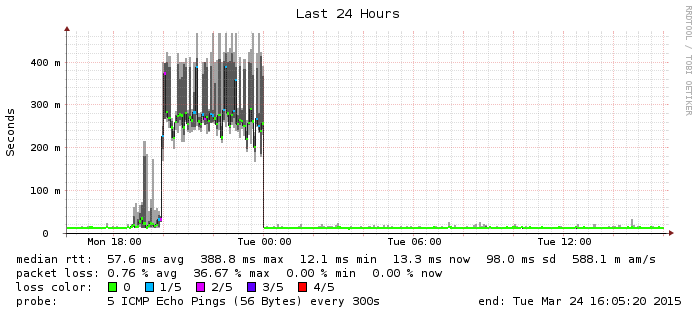 Last 24 Hours
RRDTOOL / TOBI OETIKER
Seconds
400 m
300 m
200 m
100 m
0
Mon 18:00 Tue 00:00 Tue 06:00 Tue 12:00
median rtt: 57.6 ms avg 388.8 ms max 12.1 ms min 13.3 ms now 98.0 ms sd 588.1 m am/s
packet loss: 0.76 % avg 36.67 % max 0.00 % min 0.00 % now
loss color: 0 1/5 2/5 3/5 4/5
probe: 5 ICMP Echo Pings (56 Bytes) every 300s end: Tue Mar 24 16:05:20 2015